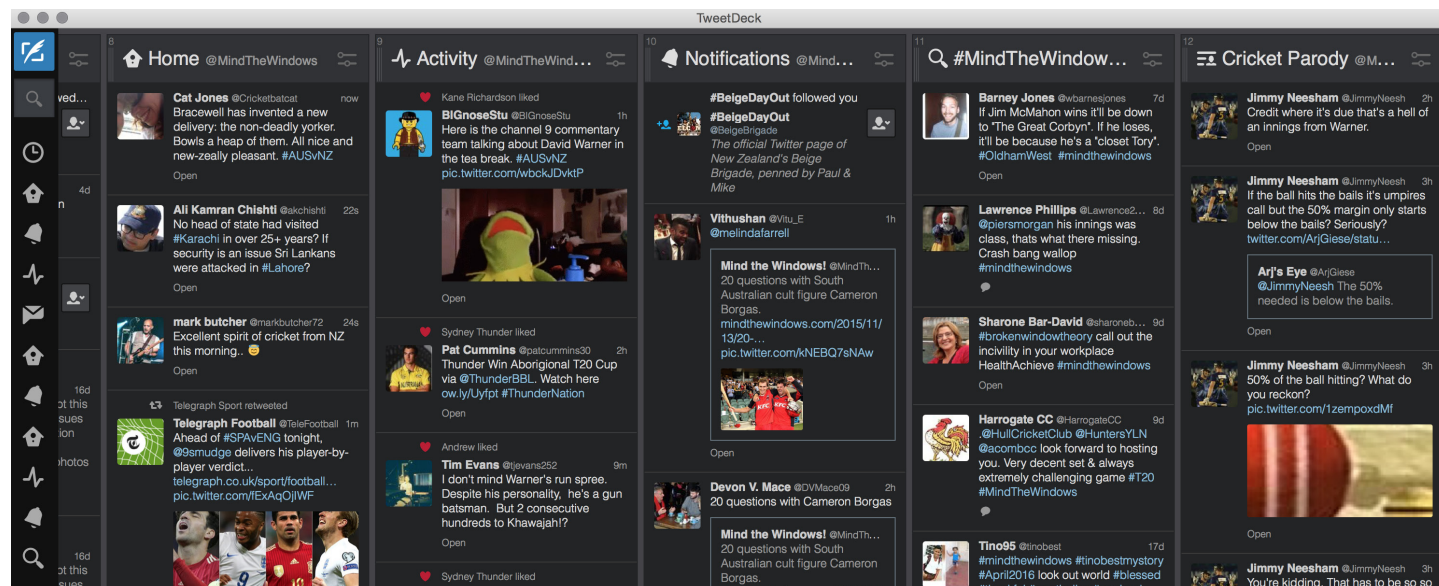 TweetDeck
wed...
4d
n
16d
ot this
sues
tion
photos
16d
ot this
sues
8
Home @MindTheWindows
Cat Jones @Cricketbatcat now
Bracewell has invented a new
delivery: the non-deadly yorker.
Bowls a heap of them. All nice and
new-zeally pleasant. #AUSvNZ
Open
Ali Kamran Chishti @akchishti 22s
No head of state had visited
#Karachi in over 25+ years? If
security is an issue Sri Lankans
were attacked in #Lahore?
Open
mark butcher @markbutcher72 24s
Excellent spirit of cricket from NZ
this morning.. 😇
Open
Telegraph Sport retweeted
Telegraph Football @TeleFootball 1m
Ahead of #SPAvENG tonight,
@9smudge delivers his player-by-
player verdict...
telegraph.co.uk/sport/football…
pic.twitter.com/fExAqOjIWF
9
Activity @MindTheWind...
Kane Richardson liked
BIGnoseStu @BIGnoseStu 1h
Here is the channel 9 commentary
team talking about David Warner in
the tea break. #AUSvNZ
pic.twitter.com/wbckJDvktP
Open
Sydney Thunder liked
Pat Cummins @patcummins30 2h
Thunder Win Aborigional T20 Cup
via @ThunderBBL. Watch here
ow.ly/Uyfpt #ThunderNation
Open
Andrew liked
Tim Evans @tjevans252 9m
I don't mind Warner's run spree.
Despite his personality, he's a gun
batsman. But 2 consecutive
hundreds to Khawajah!?
Open
Sydney Thunder liked
10
Notifications @Mind...
#BeigeDayOut followed you
#BeigeDayOut
@BeigeBrigade
The official Twitter page of
New Zealand's Beige
Brigade, penned by Paul &
Mike
Vithushan @Vitu_E 1h
@melindafarrell
Mind the Windows! @MindTh...
20 questions with South
Australian cult figure Cameron
Borgas.
mindthewindows.com/2015/11/
13/20-…
pic.twitter.com/kNEBQ7sNAw
Open
Devon V. Mace @DVMace09 2h
20 questions with Cameron Borgas
Mind the Windows! @MindTh...
20 questions with South
Australian cult figure Cameron
Borgas.
11
#MindTheWindow...
Barney Jones @wbarnesjones 7d
If Jim McMahon wins it'll be down
to "The Great Corbyn". If he loses,
it'll be because he's a "closet Tory".
#OldhamWest #mindthewindows
Open
Lawrence Phillips @Lawrence2... 8d
@piersmorgan his innings was
class, thats what there missing.
Crash bang wallop
#mindthewindows
Sharone Bar-David @sharoneb... 9d
#brokenwindowtheory call out the
incivility in your workplace
HealthAchieve #mindthewindows
Open
Harrogate CC @HarrogateCC 9d
.@HullCricketClub @HuntersYLN
@acombcc look forward to hosting
you. Very decent set & always
extremely challenging game #T20
#MindTheWindows
Tino95 @tinobest 17d
#mindthewindows #tinobestmystory
#April2016 look out world #blessed
12
Cricket Parody @M...
Jimmy Neesham @JimmyNeesh 2h
Credit where it's due that's a hell of
an innings from Warner.
Open
Jimmy Neesham @JimmyNeesh 3h
If the ball hits the bails it's umpires
call but the 50% margin only starts
below the bails? Seriously?
twitter.com/ArjGiese/statu…
Arj's Eye @ArjGiese
@JimmyNeesh The 50%
needed is below the bails.
Open
Jimmy Neesham @JimmyNeesh 3h
50% of the ball hitting? What do
you reckon?
pic.twitter.com/1zempoxdMf
Open
Jimmy Neesham @JimmyNeesh 3h
You're kidding. That has to be so so